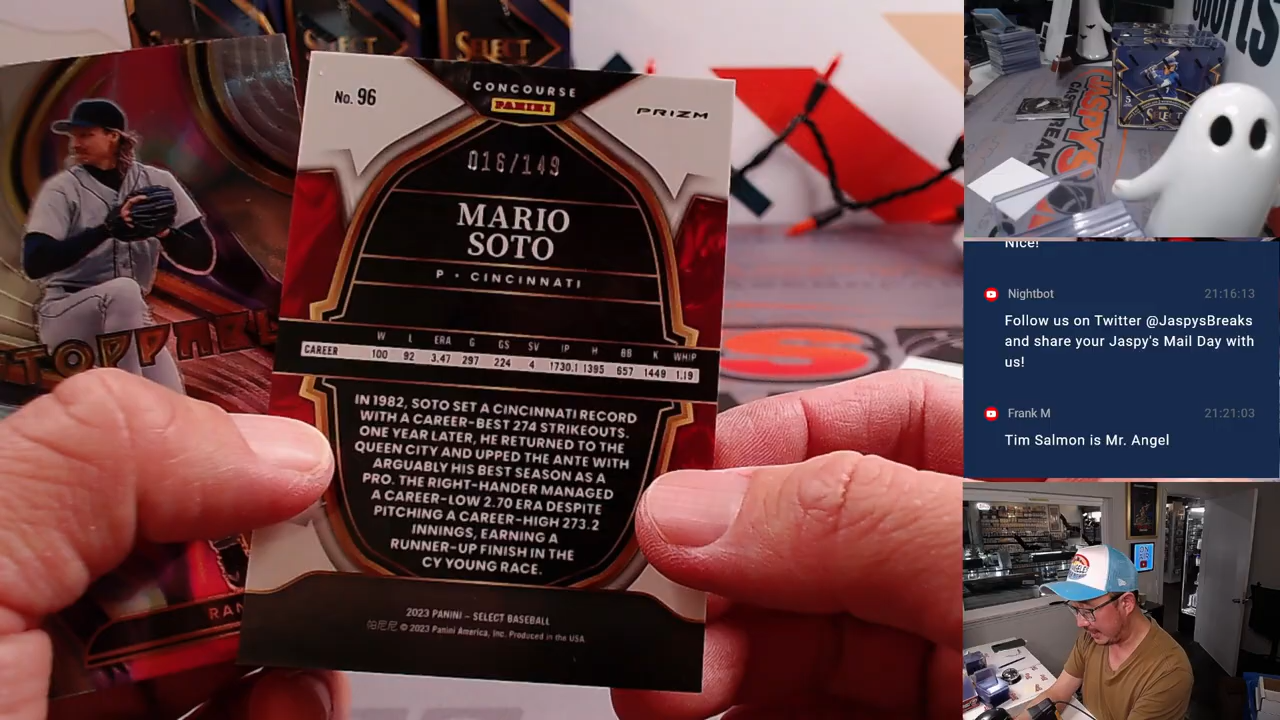 SELECT
CONCOURSE
PANINI
No. 96
PRIZM
016/149
MARIO
SOTO
P • CINCINNATI
W L ERA G GS SV IP H BB K WHIP
CAREER 100 92 3.47 297 224 4 1730.1 1395 657 1449 1.19
IN 1982, SOTO SET A CINCINNATI RECORD
WITH A CAREER-BEST 274 STRIKEOUTS.
ONE YEAR LATER, HE RETURNED TO THE
QUEEN CITY AND UPPED THE ANTE WITH
ARGUABLY HIS BEST SEASON AS A
PRO. THE RIGHT-HANDER MANAGED
A CAREER-LOW 2.70 ERA DESPITE
PITCHING A CAREER-HIGH 273.2
INNINGS, EARNING A
RUNNER-UP FINISH IN THE
CY YOUNG RACE.
2023 PANINI – SELECT BASEBALL
帕尼尼 © 2023 Panini America, Inc. Produced in the USA.
TOPPABL
RAN
S
sports
JASPYS
SELECT
Nice!
Nightbot 21:16:13
Follow us on Twitter @JaspysBreaks
and share your Jaspy's Mail Day with
us!
Frank M 21:21:03
Tim Salmon is Mr. Angel
ON
AIR